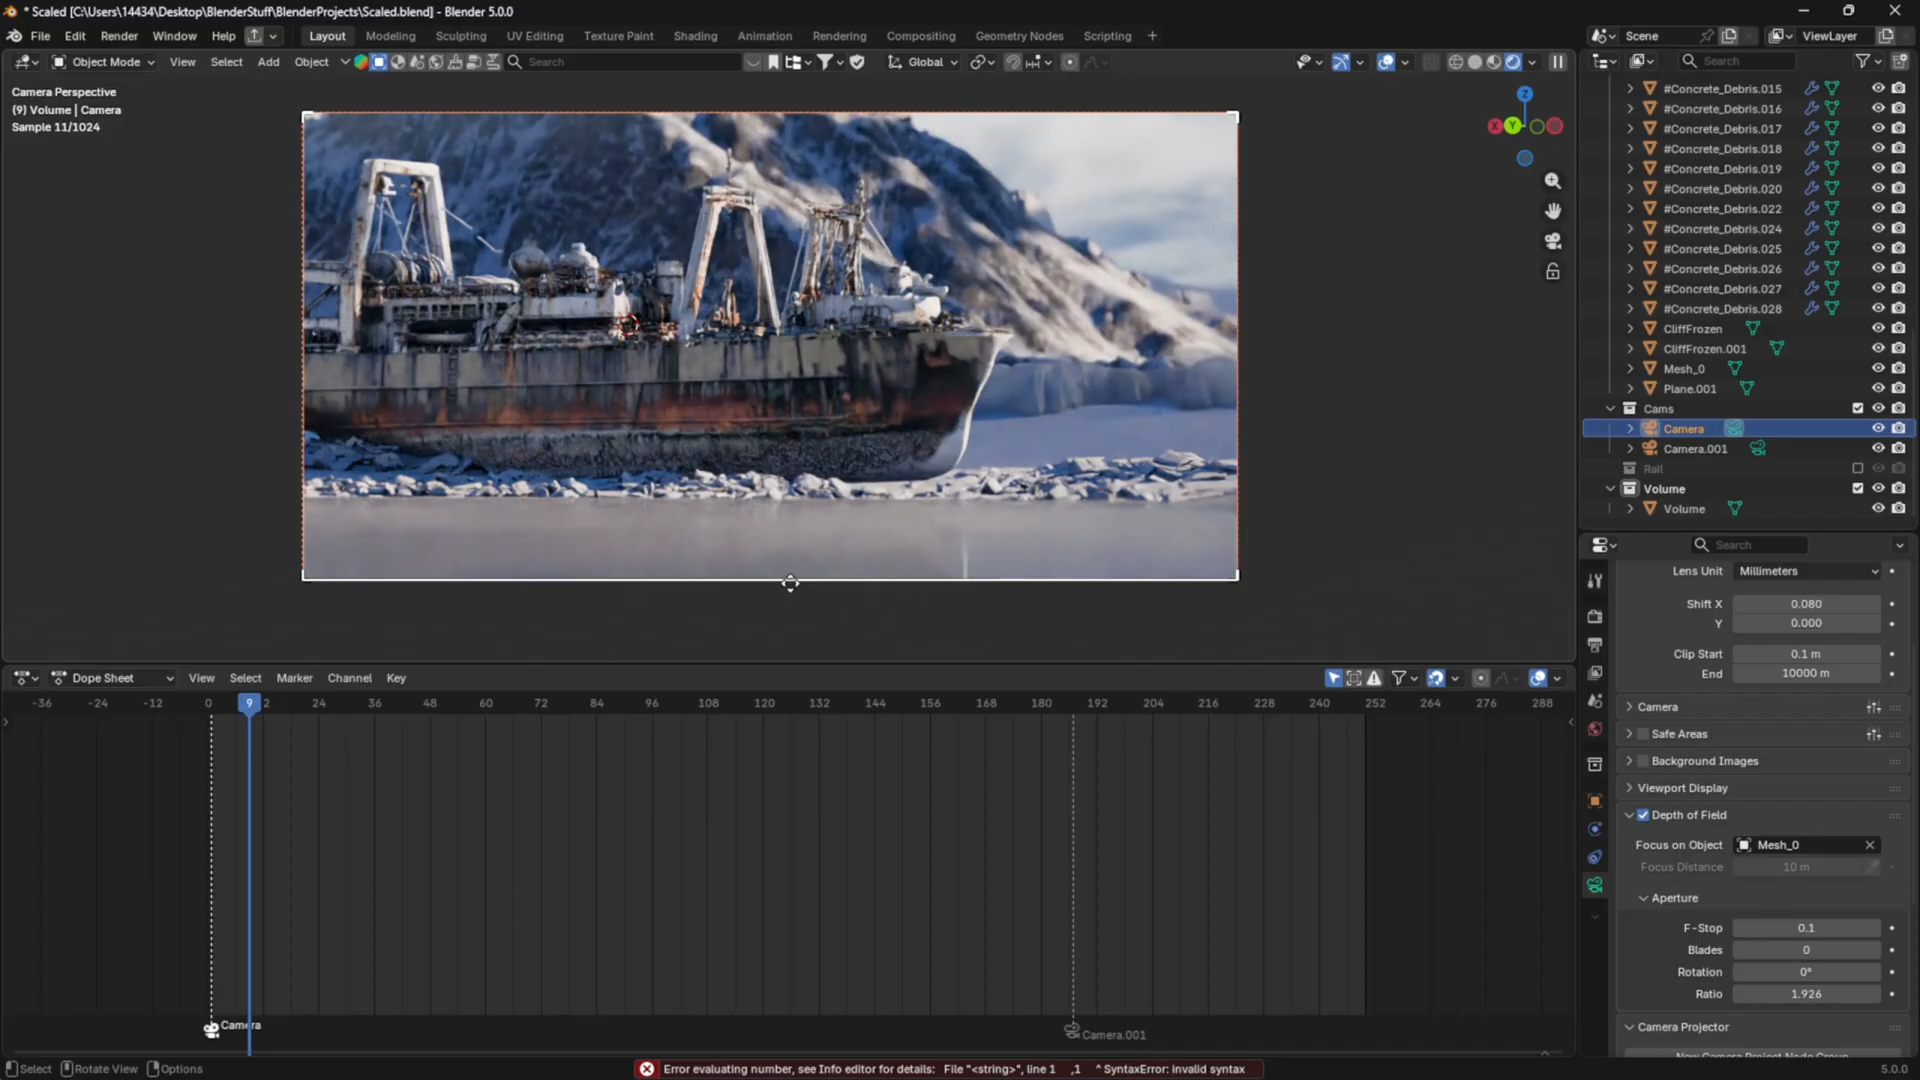 * Scaled [C:\Users\14434\Desktop\BlenderStuff\BlenderProjects\Scaled.blend] - Blender 5.0.0
File Edit Render Window Help Layout Modeling Sculpting UV Editing Texture Paint Shading Animation Rendering Compositing Geometry Nodes Scripting Scene ViewLayer
Object Mode View Select Add Object Search Global Search
Camera Perspective
(9) Volume | Camera
Sample 11/1024
Z
X Y
#Concrete_Debris.015
#Concrete_Debris.016
#Concrete_Debris.017
#Concrete_Debris.018
#Concrete_Debris.019
#Concrete_Debris.020
#Concrete_Debris.022
#Concrete_Debris.024
#Concrete_Debris.025
#Concrete_Debris.026
#Concrete_Debris.027
#Concrete_Debris.028
CliffFrozen
CliffFrozen.001
Mesh_0
Plane.001
Cams
Camera
Camera.001
Rail
Volume
Volume
Search
Lens Unit Millimeters
Shift X 0.080
Y 0.000
Clip Start 0.1 m
End 10000 m
Camera
Safe Areas
Background Images
Viewport Display
Depth of Field
Focus on Object Mesh_0
Focus Distance 10 m
Aperture
F-Stop 0.1
Blades 0
Rotation 0°
Ratio 1.926
Camera Projector
New Camera Project Node Group
Dope Sheet View Select Marker Channel Key
-36 -24 -12 0 9 2 24 36 48 60 72 84 96 108 120 132 144 156 168 180 192 204 216 228 240 252 264 276 288
Camera
Camera.001
Select Rotate View Options
Error evaluating number, see Info editor for details: File "<string>", line 1 ,1 ^ SyntaxError: invalid syntax
5.0.0